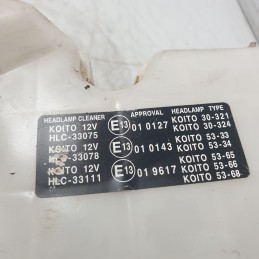 HEADLAMP CLEANER APPROVAL HEADLAMP TYPE
KOITO 12V
HLC-33075 E13 01 0127 KOITO 30-321
KOITO 30-324
KOITO 12V
HLC-33078 E13 01 0143 KOITO 53-33
KOITO 53-34
KOITO 12V
HLC-33111 E13 01 9617 KOITO 53-65
KOITO 53-66
KOITO 53-68